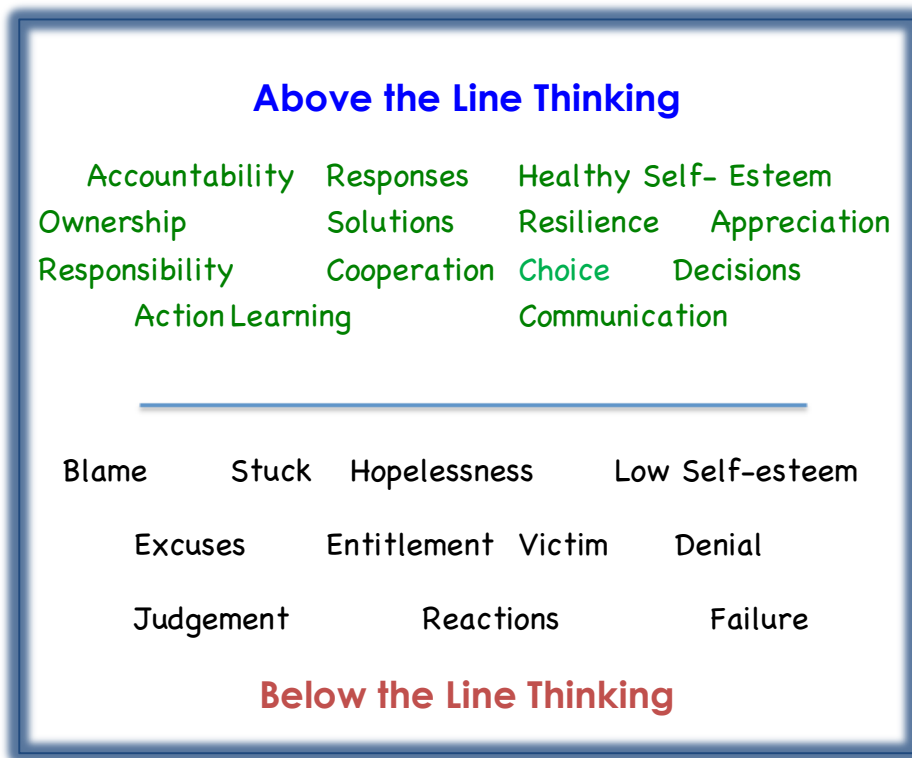 Above the Line Thinking
Accountability Responses Healthy Self- Esteem
Ownership Solutions Resilience Appreciation
Responsibility Cooperation Choice Decisions
Action Learning Communication
Blame Stuck Hopelessness Low Self-esteem
Excuses Entitlement Victim Denial
Judgement Reactions Failure
Below the Line Thinking